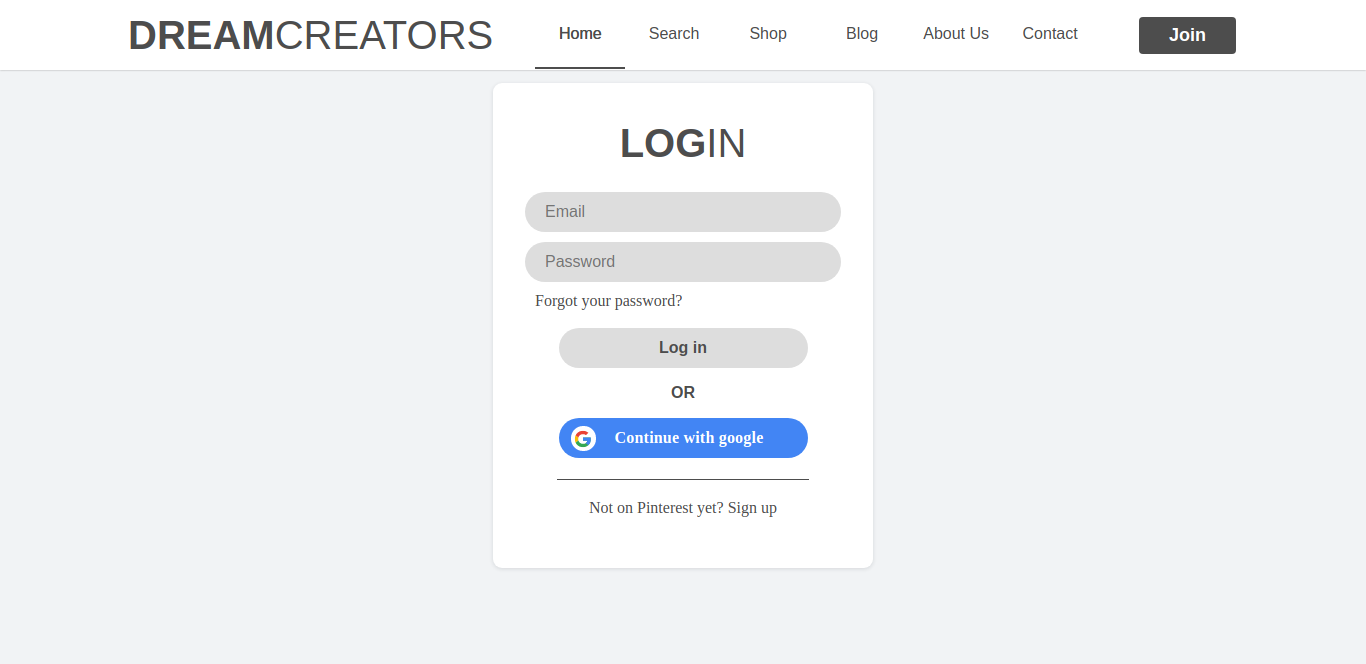 DREAMCREATORS Home Search Shop Blog About Us Contact Join
LOGIN
Email
Password
Forgot your password?
Log in
OR
Continue with google
Not on Pinterest yet? Sign up